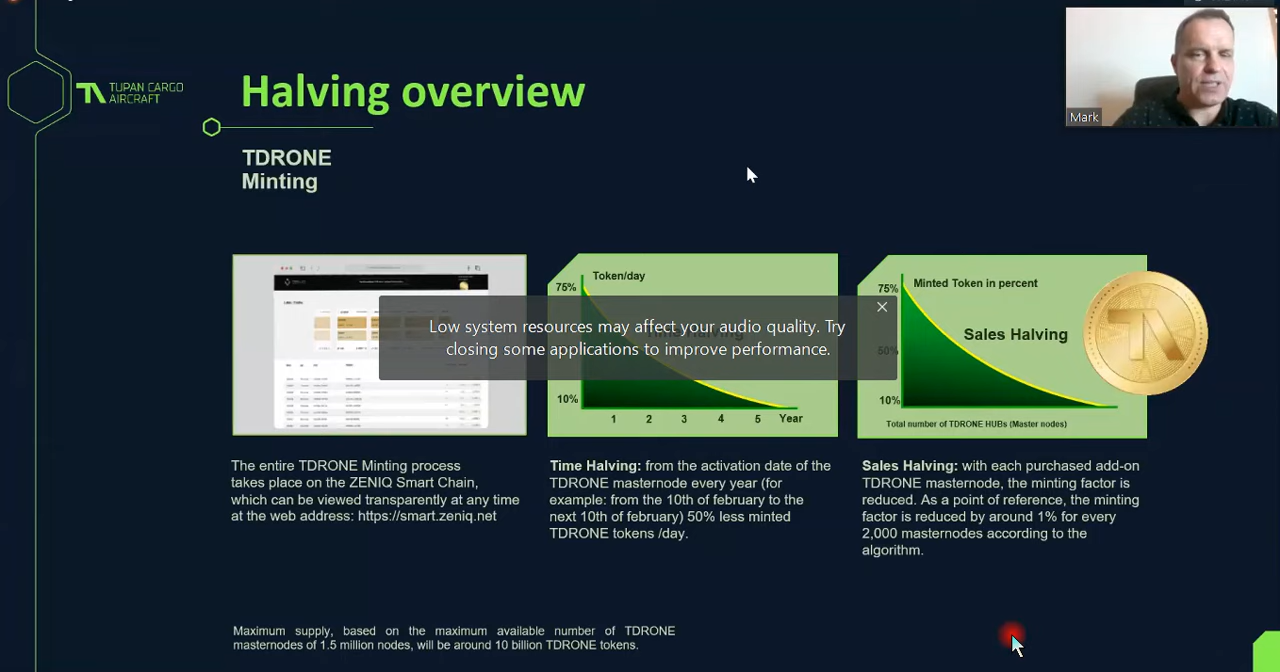 TUPAN CARGO
AIRCRAFT
Halving overview
Mark
TDRONE
Minting
Token/day
75%
10%
1 2 3 4 5 Year
Low system resources may affect your audio quality. Try
closing some applications to improve performance.
Minted Token in percent
75%
Sales Halving
50%
10%
Total number of TDRONE HUBs (Master nodes)
The entire TDRONE Minting process
takes place on the ZENIQ Smart Chain,
which can be viewed transparently at any time
at the web address: https://smart.zeniq.net
Time Halving: from the activation date of the
TDRONE masternode every year (for
example: from the 10th of february to the
next 10th of february) 50% less minted
TDRONE tokens /day.
Sales Halving: with each purchased add-on
TDRONE masternode, the minting factor is
reduced. As a point of reference, the minting
factor is reduced by around 1% for every
2,000 masternodes according to the
algorithm.
Maximum supply, based on the maximum available number of TDRONE
masternodes of 1.5 million nodes, will be around 10 billion TDRONE tokens.